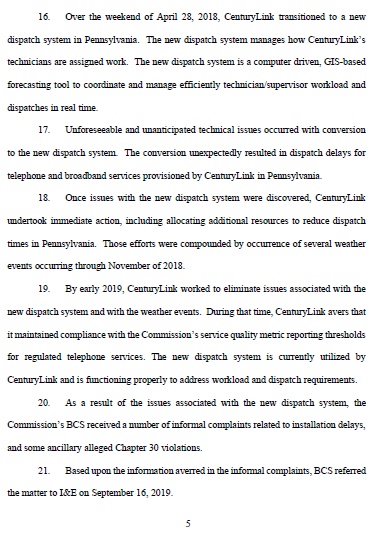 16. Over the weekend of April 28, 2018, CenturyLink transitioned to a new
dispatch system in Pennsylvania. The new dispatch system manages how CenturyLink's
technicians are assigned work. The new dispatch system is a computer driven, GIS-based
forecasting tool to coordinate and manage efficiently technician/supervisor workload and
dispatches in real time.
17. Unforeseeable and unanticipated technical issues occurred with conversion
to the new dispatch system. The conversion unexpectedly resulted in dispatch delays for
telephone and broadband services provisioned by CenturyLink in Pennsylvania.
18. Once issues with the new dispatch system were discovered, CenturyLink
undertook immediate action, including allocating additional resources to reduce dispatch
times in Pennsylvania. Those efforts were compounded by occurrence of several weather
events occurring through November of 2018.
19. By early 2019, CenturyLink worked to eliminate issues associated with the
new dispatch system and with the weather events. During that time, CenturyLink avers that
it maintained compliance with the Commission's service quality metric reporting thresholds
for regulated telephone services. The new dispatch system is currently utilized by
CenturyLink and is functioning properly to address workload and dispatch requirements.
20. As a result of the issues associated with the new dispatch system, the
Commission's BCS received a number of informal complaints related to installation delays,
and some ancillary alleged Chapter 30 violations.
21. Based upon the information averred in the informal complaints, BCS referred
the matter to I&E on September 16, 2019.
5